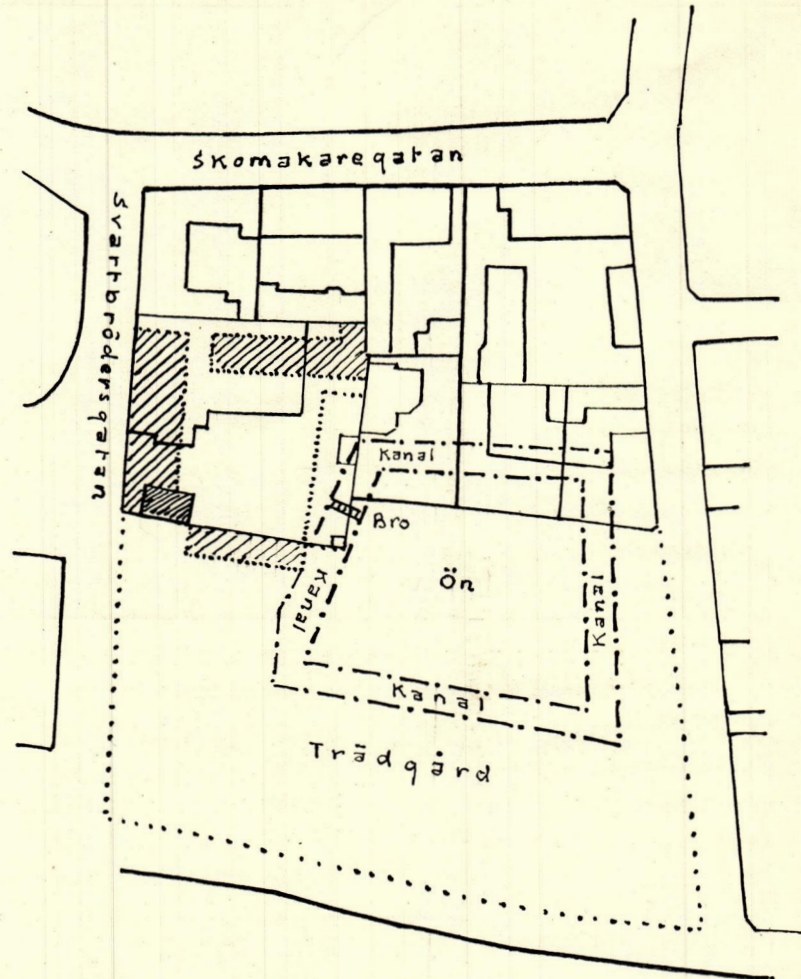 Skomakaregatan
Svartbrödersgatan
Kanal
Bro
Ön
Kanal
Kanal
Kanal
Trädgård